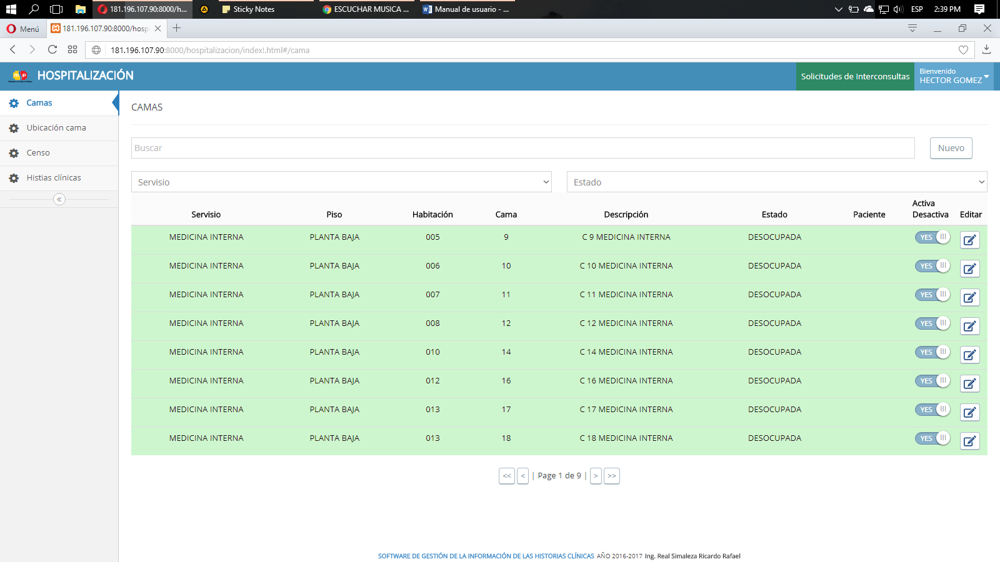 181.196.107.90:8000/h...
Sticky Notes
ESCUCHAR MUSICA ...
Manual de usuario - ...
ESP
2:39 PM
Menú
181.196.107.90:8000/hosp
181.196.107.90:8000/hospitalizacion/index!.html#/cama
HOSPITALIZACIÓN
Solicitudes de Interconsultas
Bienvenido
HECTOR GOMEZ
Camas
Ubicación cama
Censo
Histias clínicas
CAMAS
Buscar
Nuevo
Servisio
Estado
Servisio Piso Habitación Cama Descripción Estado Paciente Activa Desactiva Editar
MEDICINA INTERNA PLANTA BAJA 005 9 C 9 MEDICINA INTERNA DESOCUPADA YES
MEDICINA INTERNA PLANTA BAJA 006 10 C 10 MEDICINA INTERNA DESOCUPADA YES
MEDICINA INTERNA PLANTA BAJA 007 11 C 11 MEDICINA INTERNA DESOCUPADA YES
MEDICINA INTERNA PLANTA BAJA 008 12 C 12 MEDICINA INTERNA DESOCUPADA YES
MEDICINA INTERNA PLANTA BAJA 010 14 C 14 MEDICINA INTERNA DESOCUPADA YES
MEDICINA INTERNA PLANTA BAJA 012 16 C 16 MEDICINA INTERNA DESOCUPADA YES
MEDICINA INTERNA PLANTA BAJA 013 17 C 17 MEDICINA INTERNA DESOCUPADA YES
MEDICINA INTERNA PLANTA BAJA 013 18 C 18 MEDICINA INTERNA DESOCUPADA YES
<< < | Page 1 de 9 | > >>
SOFTWARE DE GESTIÓN DE LA INFORMACIÓN DE LAS HISTORIAS CLÍNICAS AÑO 2016-2017 Ing. Real Simaleza Ricardo Rafael